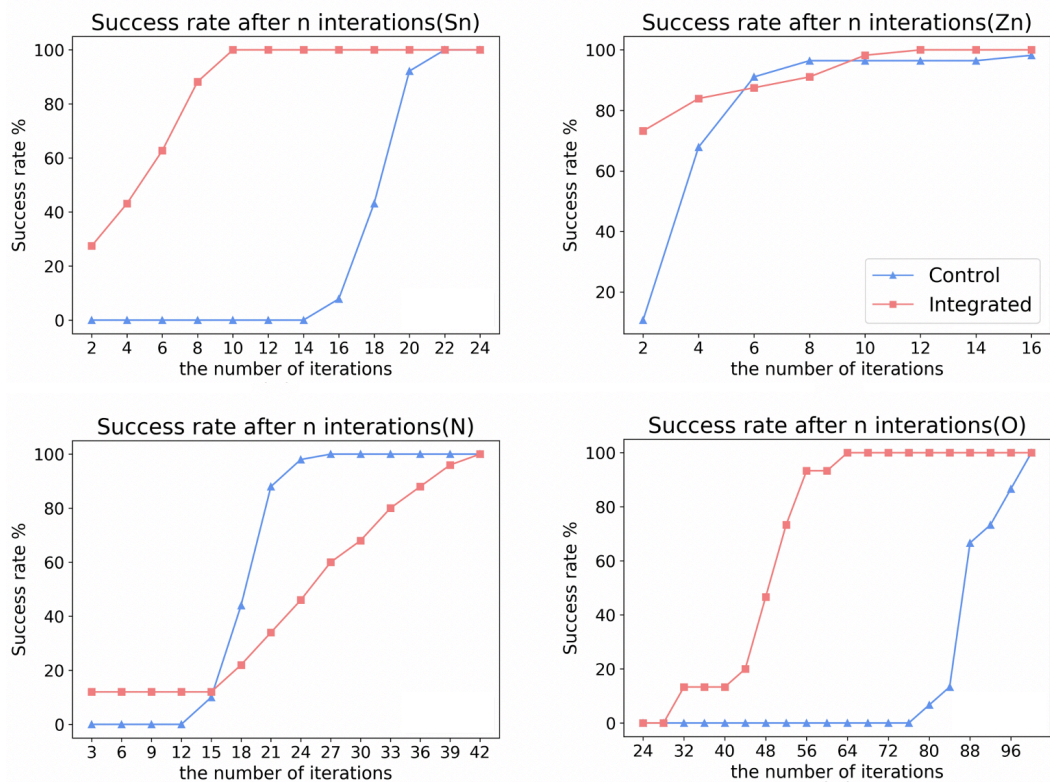 Success rate after n interations(Sn)
Success rate %
100
80
60
40
20
0
2 4 6 8 10 12 14 16 18 20 22 24
the number of iterations
Success rate after n interations(Zn)
Success rate %
100
80
60
40
20
Control
Integrated
2 4 6 8 10 12 14 16
the number of iterations
Success rate after n interations(N)
Success rate %
100
80
60
40
20
0
3 6 9 12 15 18 21 24 27 30 33 36 39 42
the number of iterations
Success rate after n interations(O)
Success rate %
100
80
60
40
20
0
24 32 40 48 56 64 72 80 88 96
the number of iterations